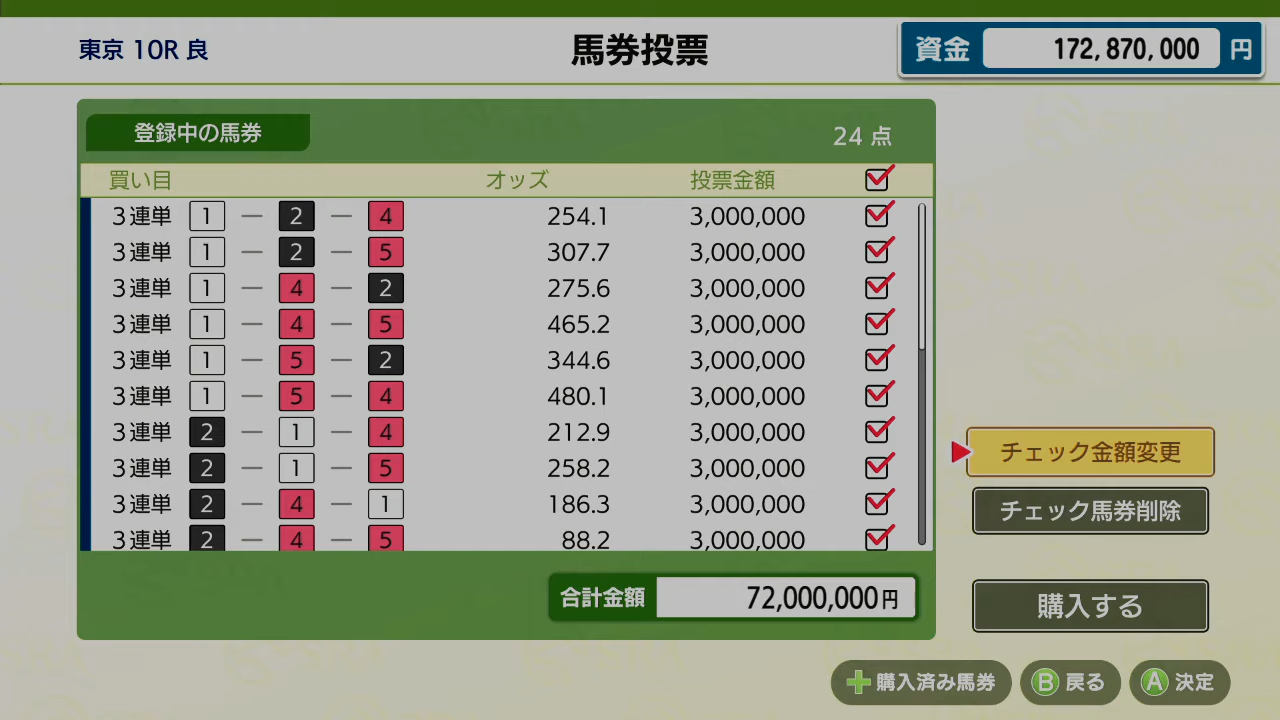 東京 10R 良
馬券投票
資金 172,870,000 円
登録中の馬券
24 点
買い目 オッズ 投票金額
3連単 1 ― 2 ― 4 254.1 3,000,000
3連単 1 ― 2 ― 5 307.7 3,000,000
3連単 1 ― 4 ― 2 275.6 3,000,000
3連単 1 ― 4 ― 5 465.2 3,000,000
3連単 1 ― 5 ― 2 344.6 3,000,000
3連単 1 ― 5 ― 4 480.1 3,000,000
3連単 2 ― 1 ― 4 212.9 3,000,000
3連単 2 ― 1 ― 5 258.2 3,000,000
3連単 2 ― 4 ― 1 186.3 3,000,000
3連単 2 ― 4 ― 5 88.2 3,000,000
合計金額 72,000,000円
チェック金額変更
チェック馬券削除
購入する
購入済み馬券 B 戻る A 決定